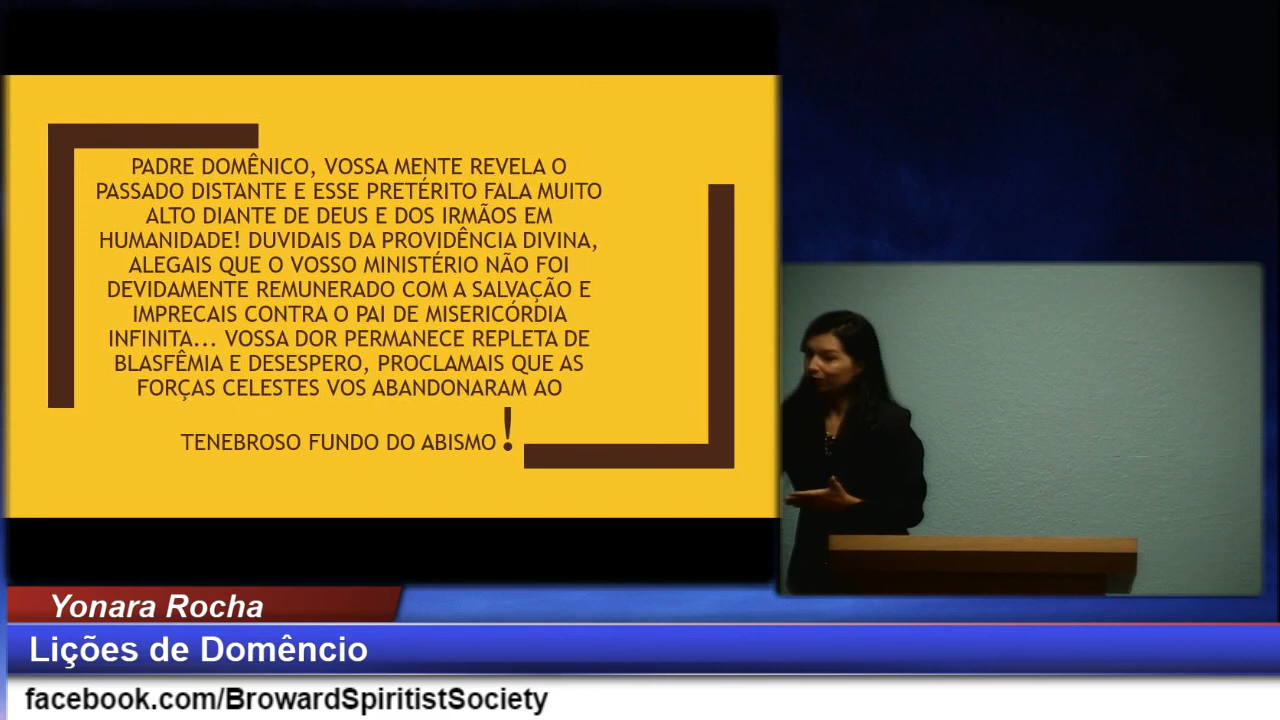 PADRE DOMÊNICO, VOSSA MENTE REVELA O
PASSADO DISTANTE E ESSE PRETÉRITO FALA MUITO
ALTO DIANTE DE DEUS E DOS IRMÃOS EM
HUMANIDADE! DUVIDAIS DA PROVIDÊNCIA DIVINA,
ALEGAIS QUE O VOSSO MINISTÉRIO NÃO FOI
DEVIDAMENTE REMUNERADO COM A SALVAÇÃO E
IMPRECAIS CONTRA O PAI DE MISERICÓRDIA
INFINITA... VOSSA DOR PERMANECE REPLETA DE
BLASFÊMIA E DESESPERO, PROCLAMAIS QUE AS
FORÇAS CELESTES VOS ABANDONARAM AO
TENEBROSO FUNDO DO ABISMO!
Yonara Rocha
Lições de Domêncio
facebook.com/BrowardSpiritistSociety